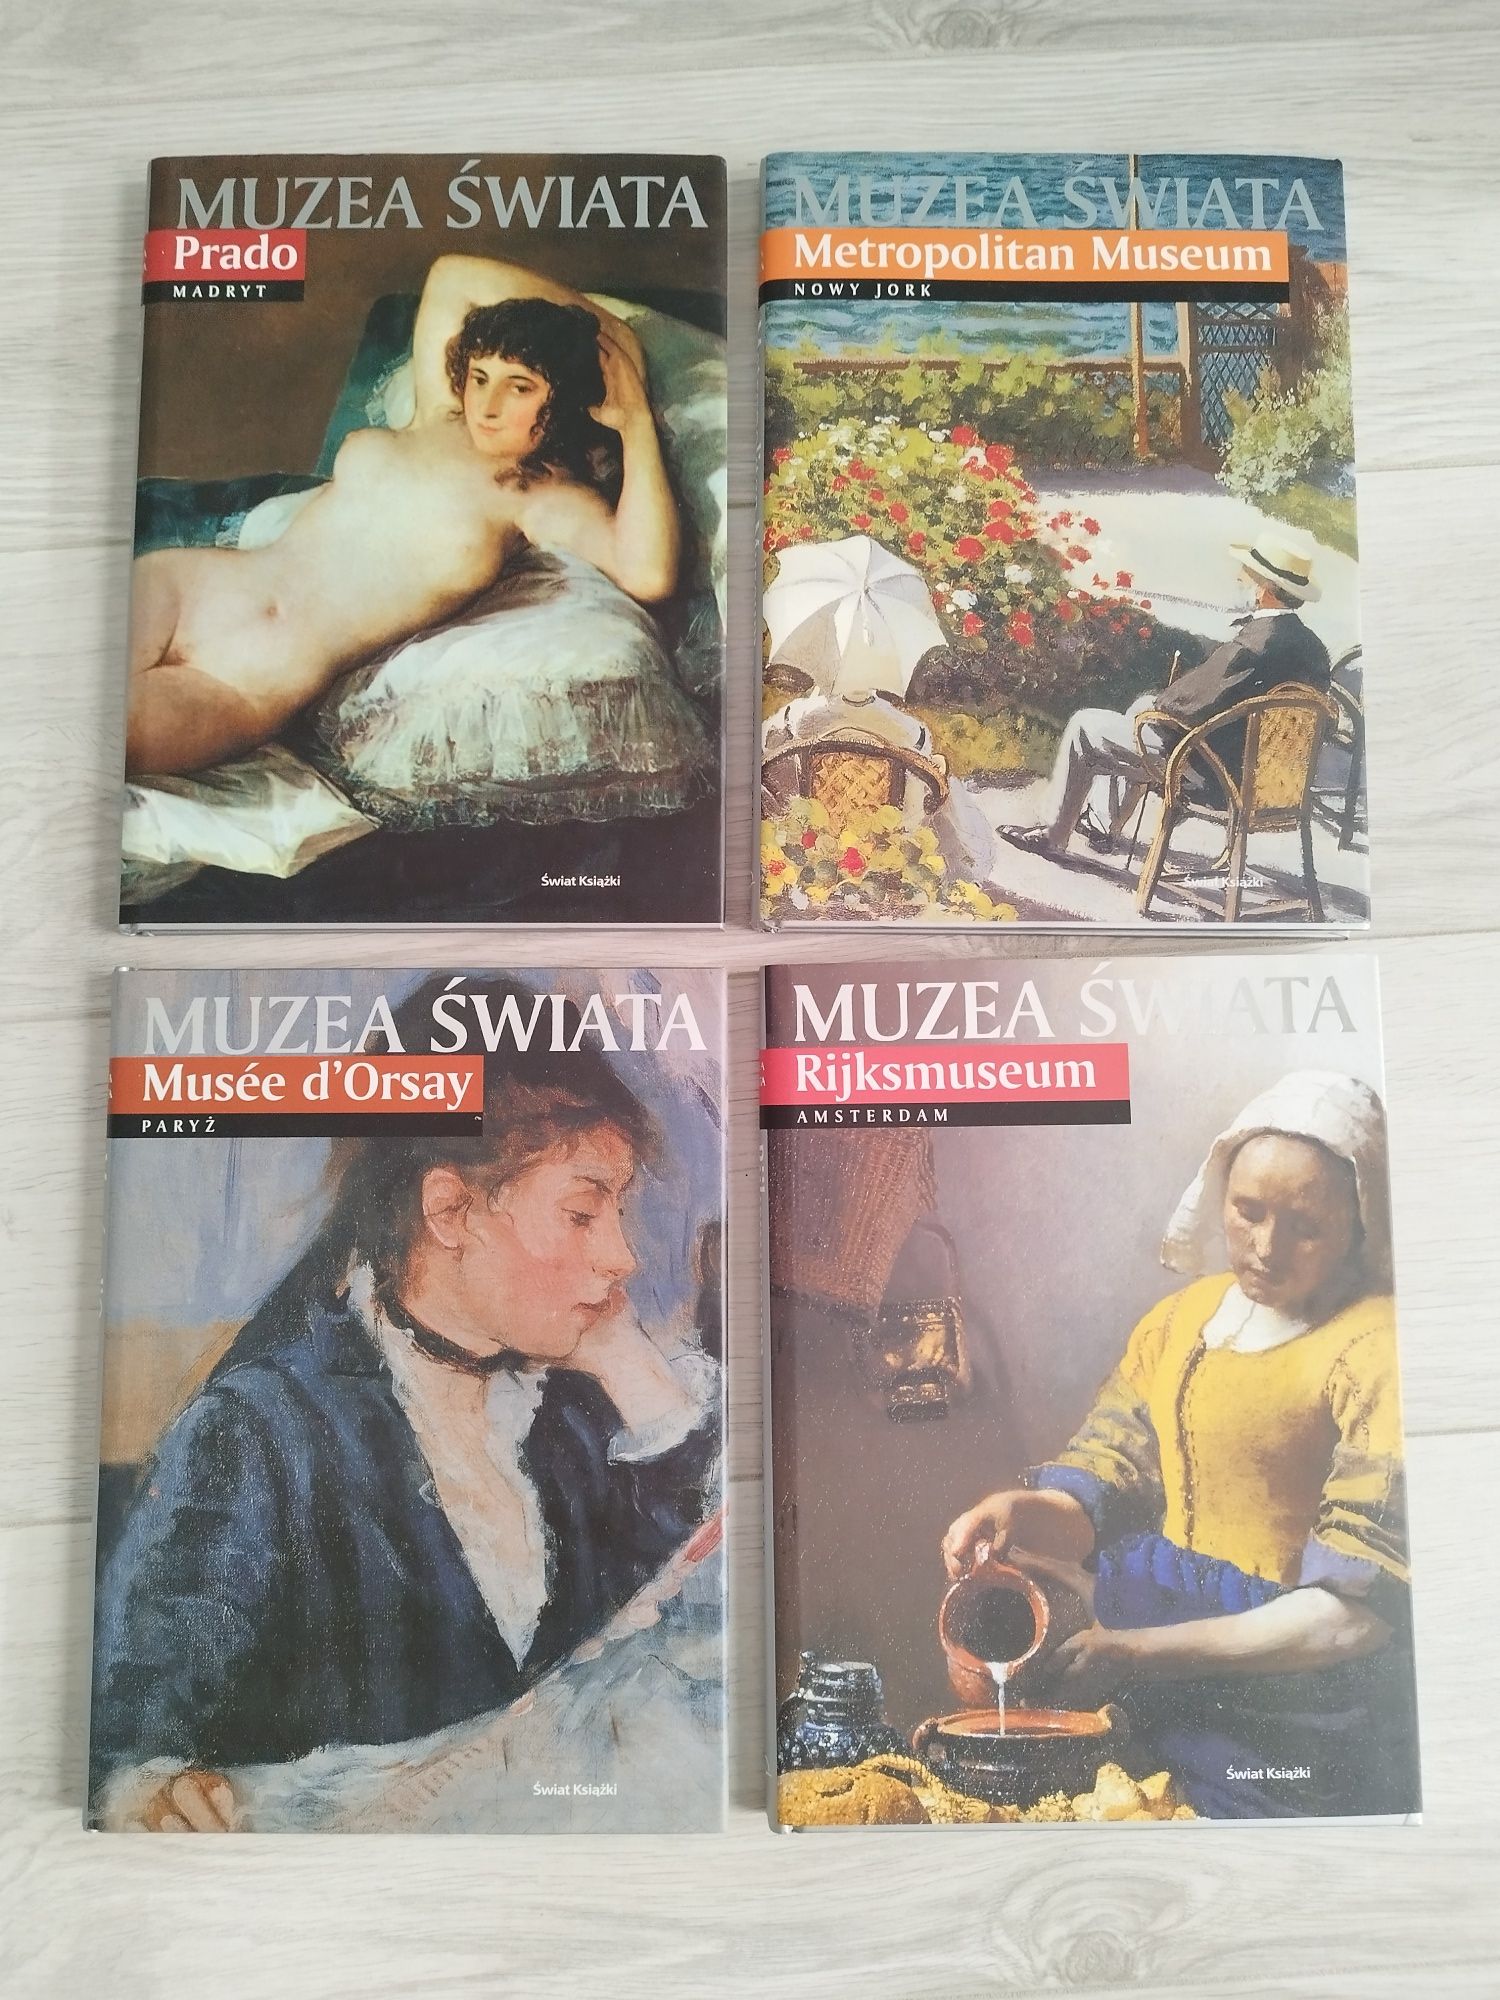 MUZEA ŚWIATA
Prado
MADRYT
Świat Książki
MUZEA ŚWIATA
Metropolitan Museum
NOWY JORK
Świat Książki
MUZEA ŚWIATA
Musée d'Orsay
PARYŻ
Świat Książki
MUZEA ŚWIATA
Rijksmuseum
AMSTERDAM
Świat Książki